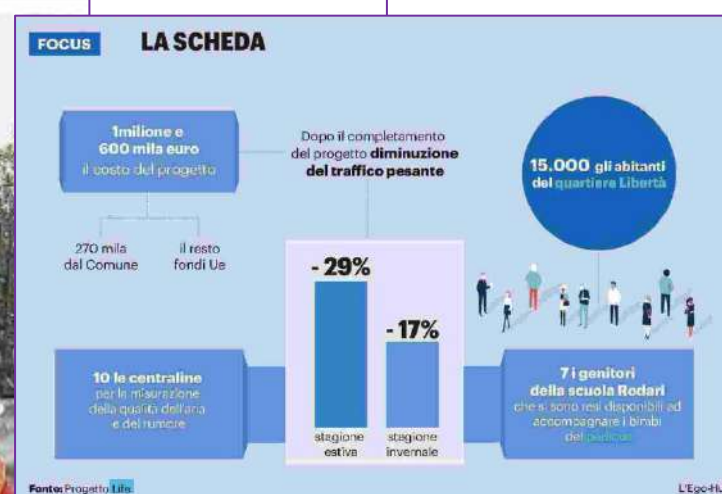 FOCUS
LA SCHEDA
1milione e
600 mila euro
il costo del progetto
270 mila
dal Comune
il resto
fondi Ue
Dopo il completamento
del progetto diminuzione
del traffico pesante
- 29%
- 17%
stagione
estiva
stagione
invernale
15.000 gli abitanti
del quartiere Libertà
10 le centraline
per la misurazione
della qualità dell'aria
e del rumore
7 i genitori
della scuola Rodari
che si sono resi disponibili ad
accompagnare i bimbi
del
Fonte: Progetto Life
L'Ego-Hu